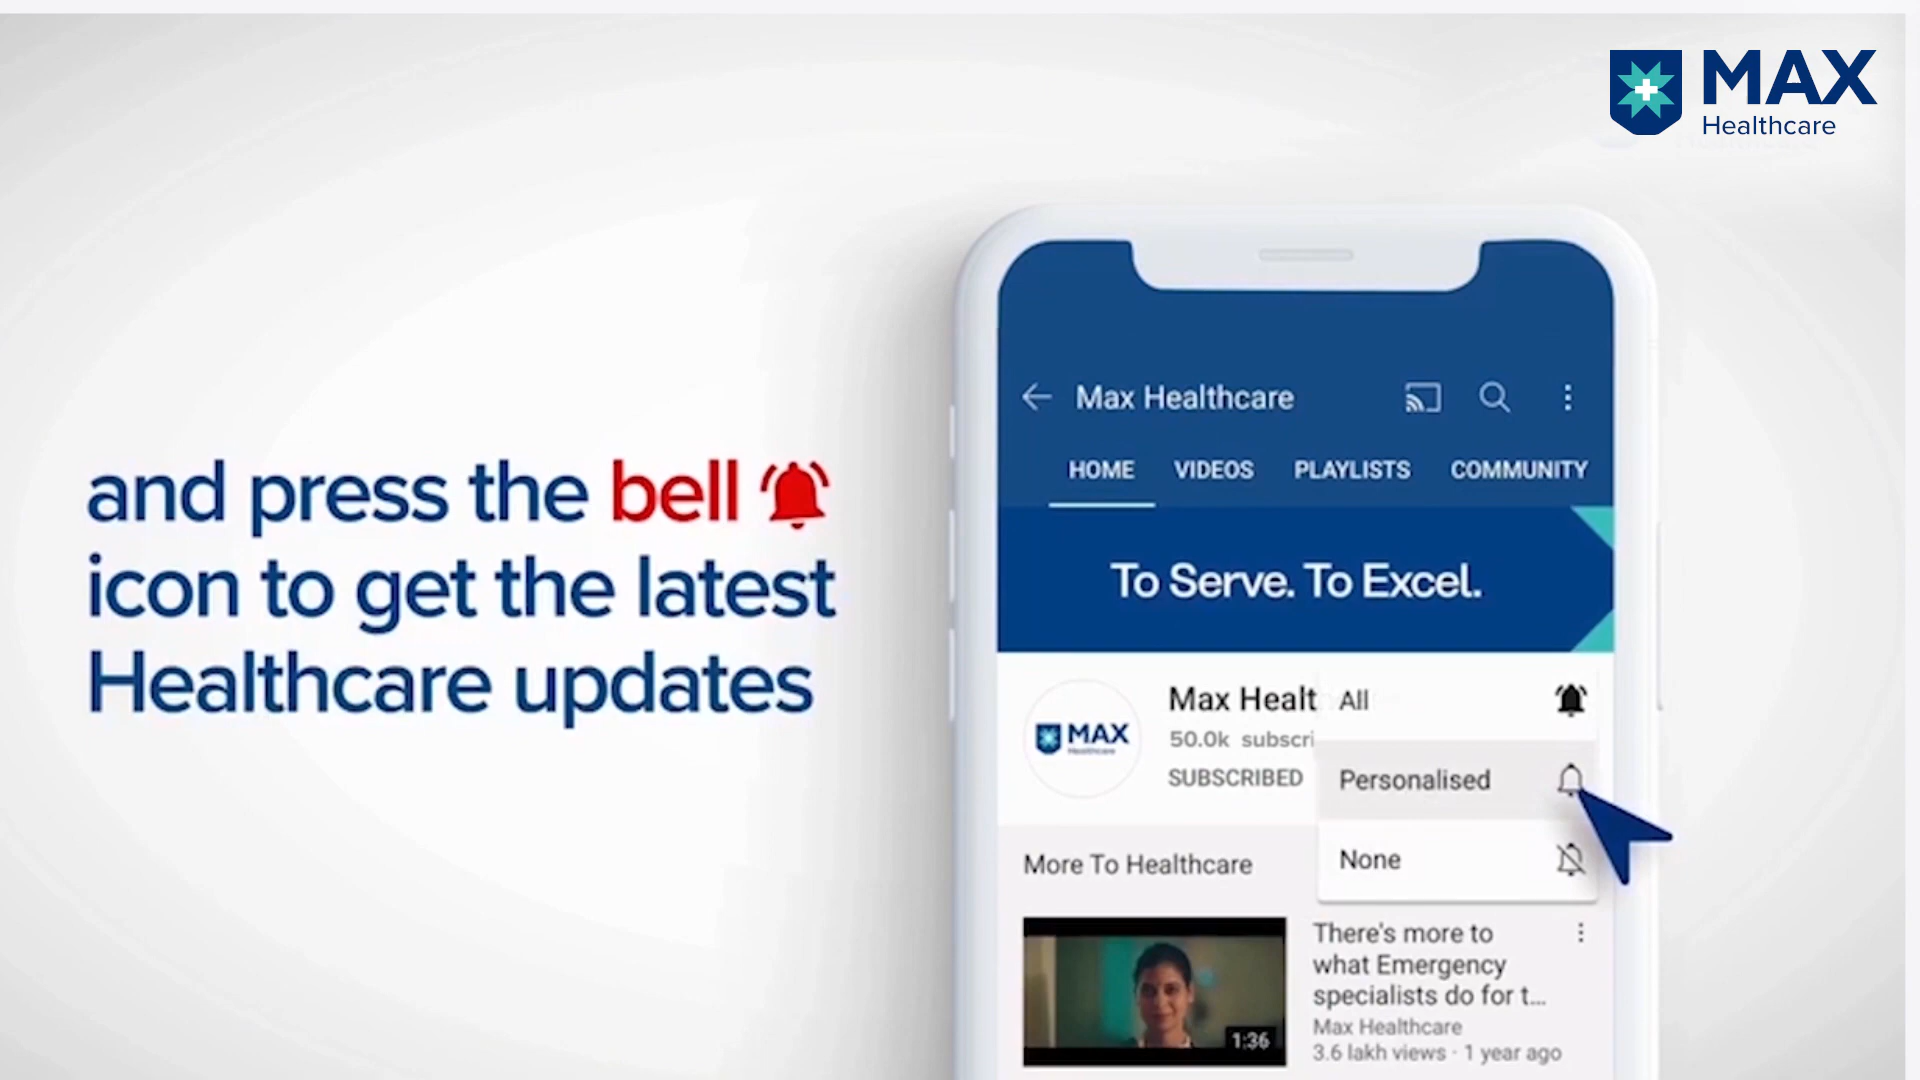 MAX
Healthcare
and press the bell
icon to get the latest
Healthcare updates
Max Healthcare
HOME VIDEOS PLAYLISTS COMMUNITY
To Serve. To Excel.
MAX
Healthcare
Max Healt
50.0k subscri
SUBSCRIBED
All
Personalised
None
More To Healthcare
1:36
There's more to
what Emergency
specialists do for t...
Max Healthcare
3.6 lakh views · 1 year ago